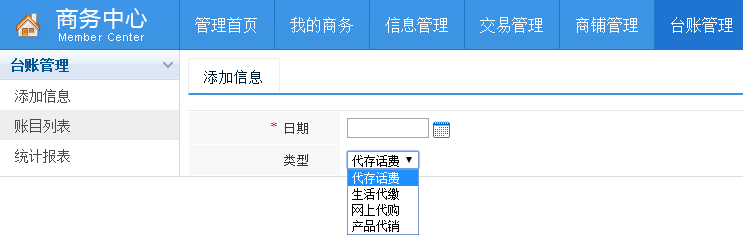 商务中心
Member Center
管理首页 我的商务 信息管理 交易管理 商铺管理 台账管理
台账管理
添加信息
账目列表
统计报表
添加信息
* 日期
类型 代存话费
代存话费
生活代缴
网上代购
产品代销